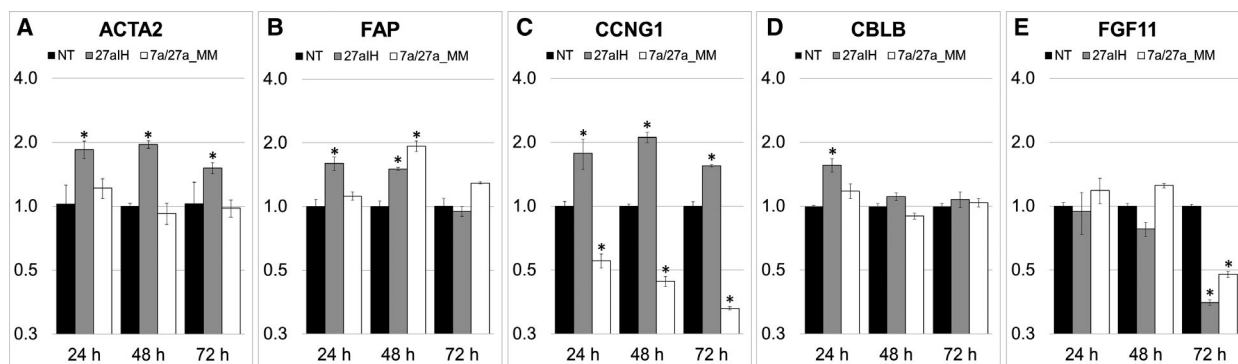 A ACTA2
■ NT ■ 27aIH □ 7a/27a_MM
4.0
2.0
1.0
0.5
0.3
* * *
24 h 48 h 72 h
B FAP
■ NT ■ 27aIH □ 7a/27a_MM
4.0
2.0
1.0
0.5
0.3
* * *
24 h 48 h 72 h
C CCNG1
■ NT ■ 27aIH □ 7a/27a_MM
4.0
2.0
1.0
0.5
0.3
* * * * * *
24 h 48 h 72 h
D CBLB
■ NT ■ 27aIH □ 7a/27a_MM
4.0
2.0
1.0
0.5
0.3
*
24 h 48 h 72 h
E FGF11
■ NT ■ 27aIH □ 7a/27a_MM
4.0
2.0
1.0
0.5
0.3
* *
24 h 48 h 72 h